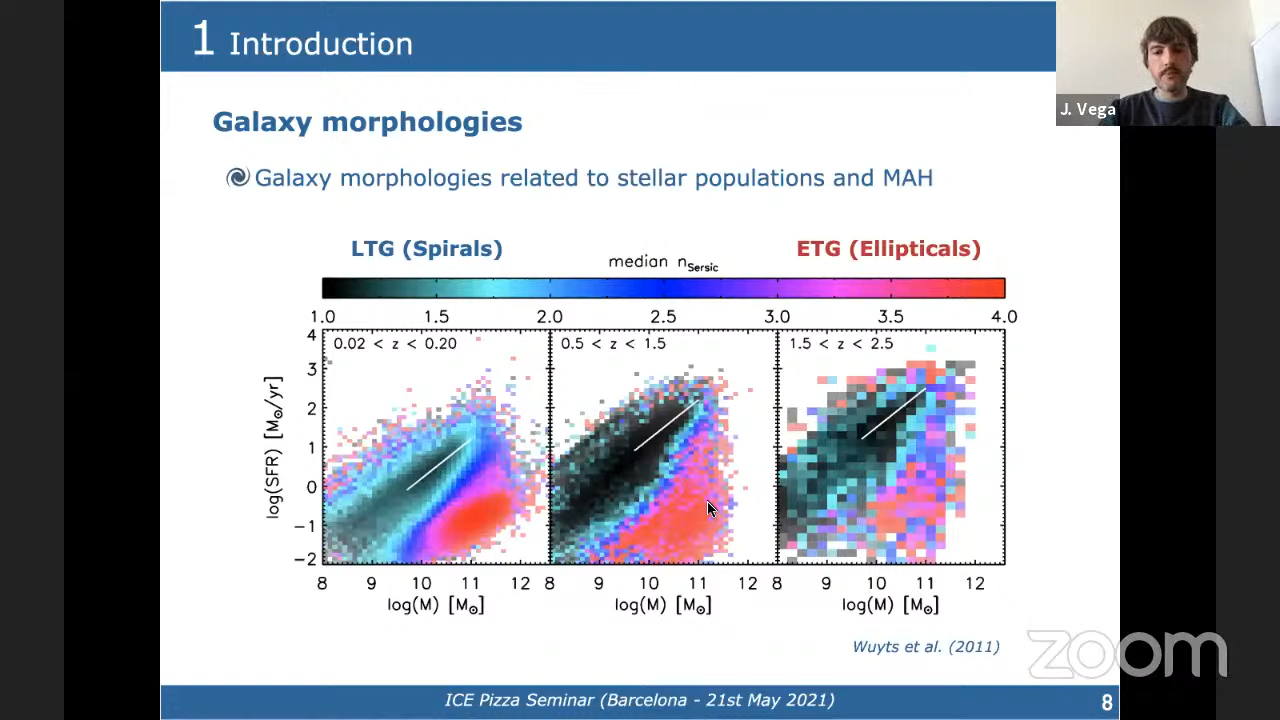 1 Introduction
J. Vega
Galaxy morphologies
Galaxy morphologies related to stellar populations and MAH
LTG (Spirals)
ETG (Ellipticals)
median n_Sersic
1.0 1.5 2.0 2.5 3.0 3.5 4.0
0.02 < z < 0.20
0.5 < z < 1.5
1.5 < z < 2.5
log(SFR) [M⊙/yr]
4
3
2
1
0
−1
−2
8 9 10 11 12 8 9 10 11 12 8 9 10 11 12
log(M) [M⊙]
log(M) [M⊙]
log(M) [M⊙]
Wuyts et al. (2011)
zoom
ICE Pizza Seminar (Barcelona - 21st May 2021)
8